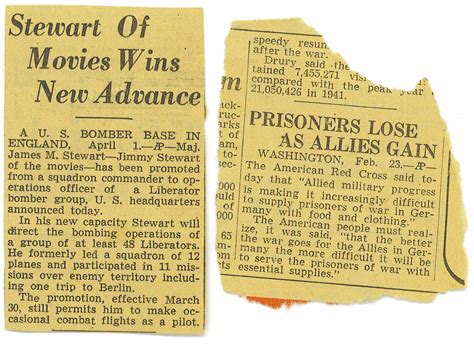 Stewart Of
Movies Wins
New Advance
A U. S. BOMBER BASE IN
ENGLAND, April 1.—AP—Maj.
James M. Stewart—Jimmy Stewart
of the movies—has been promoted
from a squadron commander to op-
erations officer of a Liberator
bomber group, U. S. headquarters
announced today.
In his new capacity Stewart will
direct the bombing operations of
a group of at least 48 Liberators.
He formerly led a squadron of 12
planes and participated in 11 mis-
sions over enemy territory includ-
ing one trip to Berlin.
The promotion, effective March
30, still permits him to make oc-
casional combat flights as a pilot.
speedy resum
after the war.
Drury said the
tained 7,455,221 visi
compared with the peak year
21,050,426 in 1941.
PRISONERS LOSE
AS ALLIES GAIN
WASHINGTON, Feb. 23.—AP—
The American Red Cross said to-
day that "Allied military progress
is making it increasingly difficult
to supply prisoners of war in Ger-
many with food and clothing."
The American people must real-
ize, it was said, "that the better
the war goes for the Allies in Ger-
many the more difficult it will be
to serve the prisoners of war with
essential supplies."